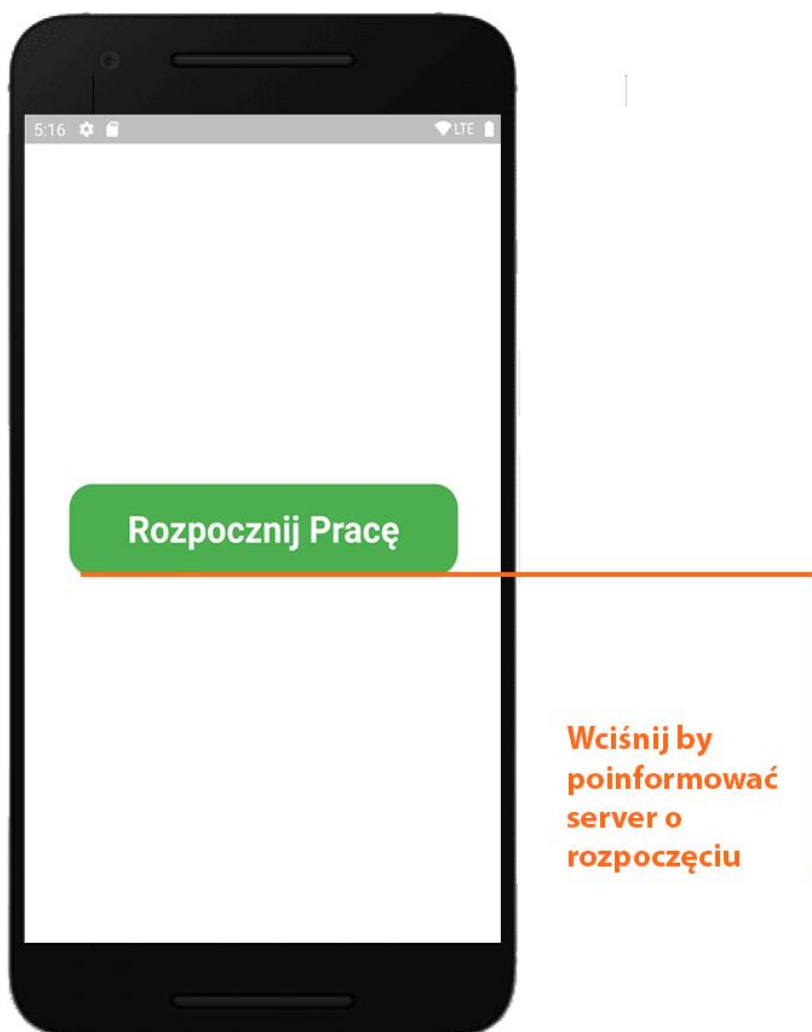 5:16 LTE
Rozpocznij Pracę
Wciśnij by
poinformować
server o
rozpoczęciu